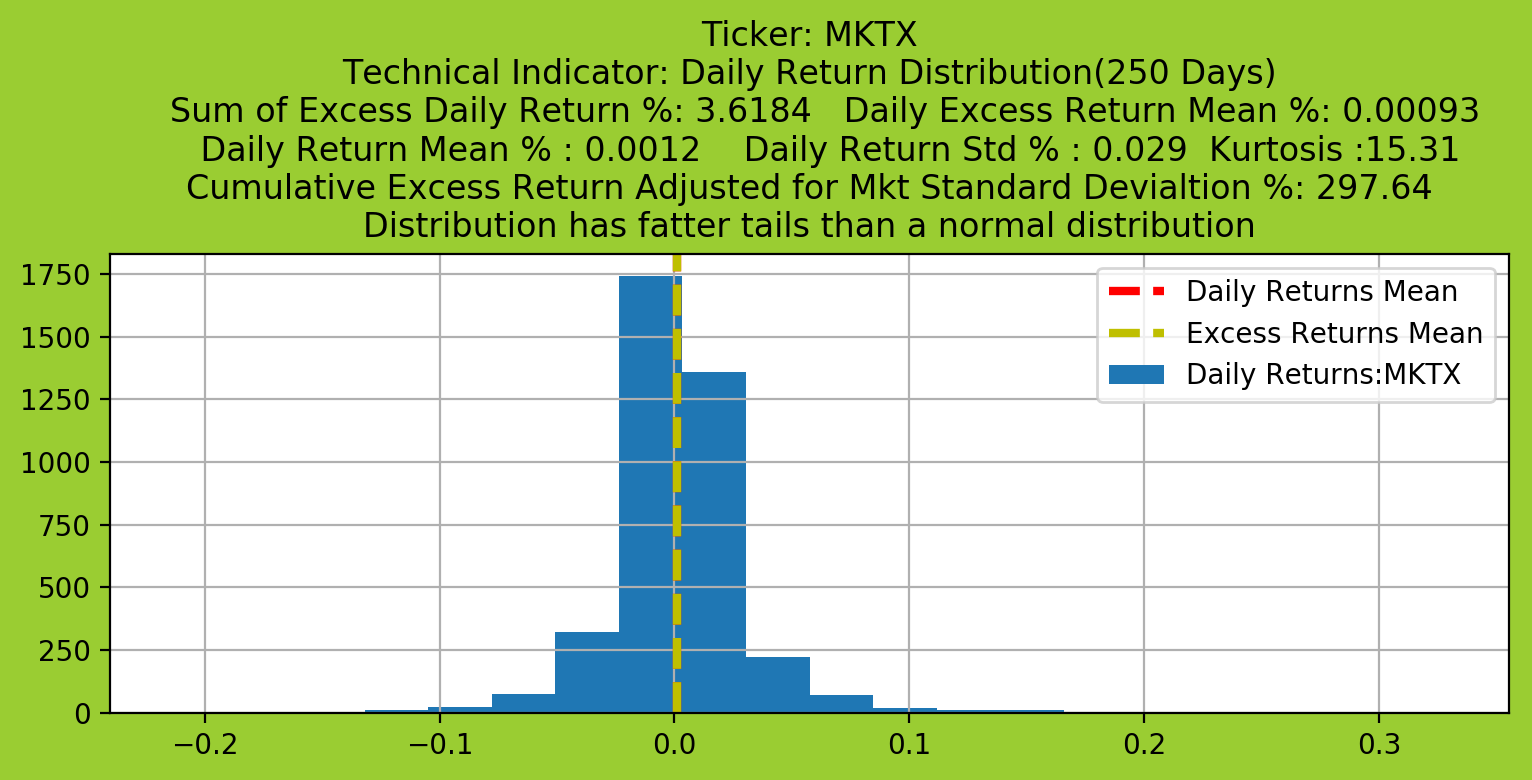 Ticker: MKTX
Technical Indicator: Daily Return Distribution(250 Days)
Sum of Excess Daily Return %: 3.6184   Daily Excess Return Mean %: 0.00093
Daily Return Mean % : 0.0012    Daily Return Std % : 0.029  Kurtosis :15.31
Cumulative Excess Return Adjusted for Mkt Standard Devialtion %: 297.64
Distribution has fatter tails than a normal distribution
1750
1500
1250
1000
750
500
250
0
Daily Returns Mean
Excess Returns Mean
Daily Returns:MKTX
−0.2 −0.1 0.0 0.1 0.2 0.3